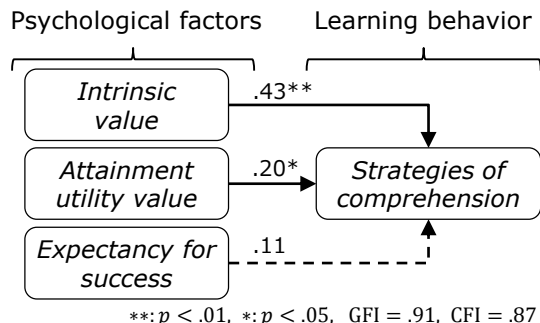 Psychological factors
Learning behavior
Intrinsic
value
.43**
Attainment
utility value
.20*
Strategies of
comprehension
Expectancy for
success
.11
**: p < .01, *: p < .05, GFI = .91, CFI = .87